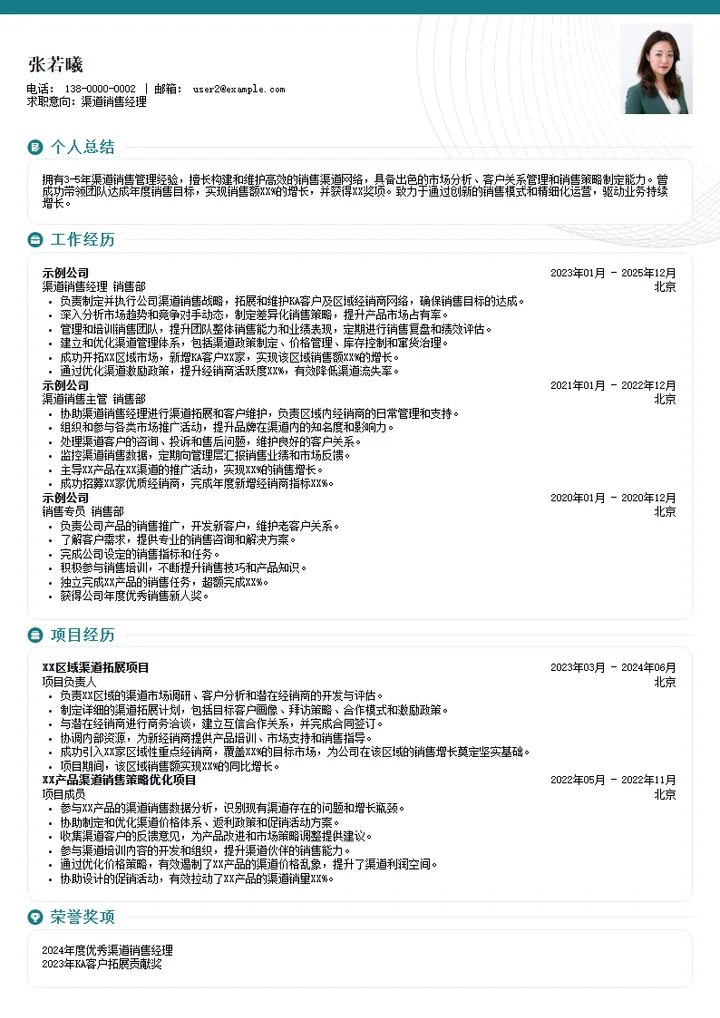 张若曦
电话： 138-0000-0002 | 邮箱： user2@example.com
求职意向：渠道销售经理
个人总结
拥有3-5年渠道销售管理经验，擅长构建和维护高效的销售渠道网络，具备出色的市场分析、客户关系管理和销售策略制定能力。曾
成功带领团队达成年度销售目标，实现销售额XX%的增长，并获得XX奖项。致力于通过创新的销售模式和精细化运营，驱动业务持续
增长。
工作经历
示例公司 2023年01月 - 2025年12月
渠道销售经理 销售部 北京
• 负责制定并执行公司渠道销售战略，拓展和维护KA客户及区域经销商网络，确保销售目标的达成。
• 深入分析市场趋势和竞争对手动态，制定差异化销售策略，提升产品市场占有率。
• 管理和培训销售团队，提升团队整体销售能力和业绩表现，定期进行销售复盘和绩效评估。
• 建立和优化渠道管理体系，包括渠道政策制定、价格管理、库存控制和窜货治理。
• 成功开拓XX区域市场，新增KA客户XX家，实现该区域销售额XX%的增长。
• 通过优化渠道激励政策，提升经销商活跃度XX%，有效降低渠道流失率。
示例公司 2021年01月 - 2022年12月
渠道销售主管 销售部 北京
• 协助渠道销售经理进行渠道拓展和客户维护，负责区域内经销商的日常管理和支持。
• 组织和参与各类市场推广活动，提升品牌在渠道内的知名度和影响力。
• 处理渠道客户的咨询、投诉和售后问题，维护良好的客户关系。
• 监控渠道销售数据，定期向管理层汇报销售业绩和市场反馈。
• 主导XX产品在XX渠道的推广活动，实现XX%的销售增长。
• 成功招募XX家优质经销商，完成年度新增经销商指标XX%。
示例公司 2020年01月 - 2020年12月
销售专员 销售部 北京
• 负责公司产品的销售推广，开发新客户，维护老客户关系。
• 了解客户需求，提供专业的销售咨询和解决方案。
• 完成公司设定的销售指标和任务。
• 积极参与销售培训，不断提升销售技巧和产品知识。
• 独立完成XX产品的销售任务，超额完成XX%。
• 获得公司年度优秀销售新人奖。
项目经历
XX区域渠道拓展项目 2023年03月 - 2024年06月
项目负责人 北京
• 负责XX区域的渠道市场调研、客户分析和潜在经销商的开发与评估。
• 制定详细的渠道拓展计划，包括目标客户画像、拜访策略、合作模式和激励政策。
• 与潜在经销商进行商务洽谈，建立互信合作关系，并完成合同签订。
• 协调内部资源，为新经销商提供产品培训、市场支持和销售指导。
• 成功引入XX家区域性重点经销商，覆盖XX%的目标市场，为公司在该区域的销售增长奠定坚实基础。
• 项目期间，该区域销售额实现XX%的同比增长。
XX产品渠道销售策略优化项目 2022年05月 - 2022年11月
项目成员 北京
• 参与XX产品的渠道销售数据分析，识别现有渠道存在的问题和增长瓶颈。
• 协助制定和优化渠道价格体系、返利政策和促销活动方案。
• 收集渠道客户的反馈意见，为产品改进和市场策略调整提供建议。
• 参与渠道培训内容的开发和组织，提升渠道伙伴的销售能力。
• 通过优化价格策略，有效遏制了XX产品的渠道价格乱象，提升了渠道利润空间。
• 协助设计的促销活动，有效拉动了XX产品的渠道销量XX%。
荣誉奖项
2024年度优秀渠道销售经理
2023年KA客户拓展贡献奖